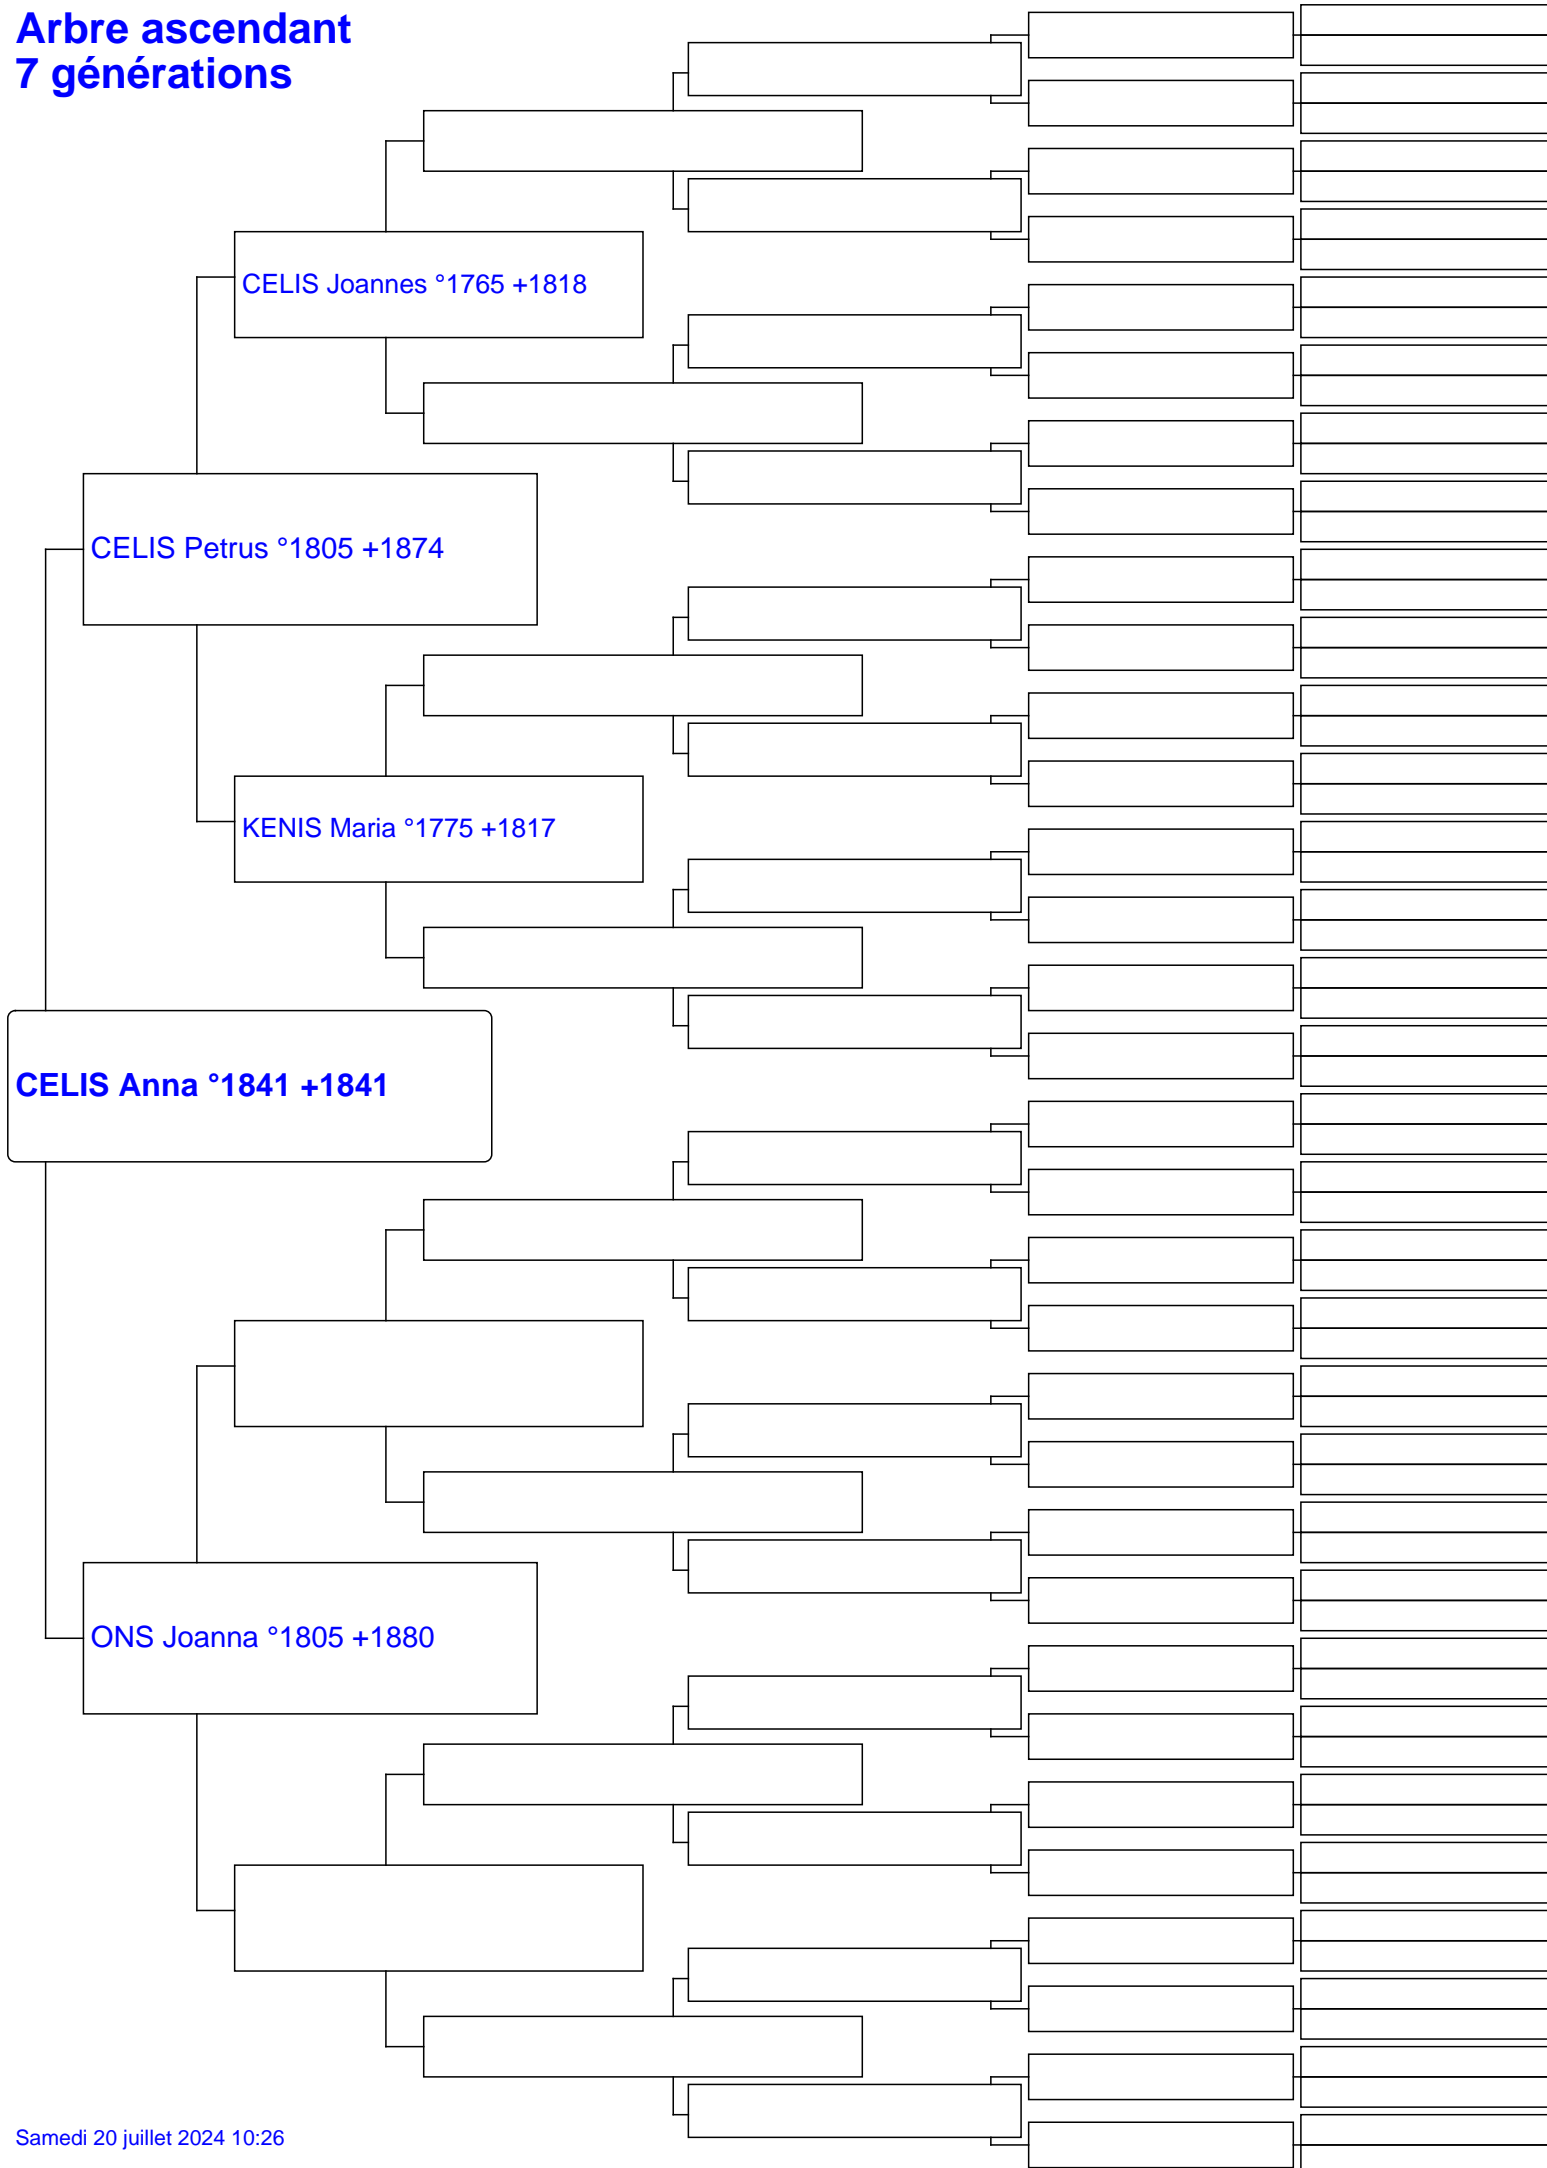 Arbre ascendant
7 générations
CELIS Joannes °1765 +1818
CELIS Petrus °1805 +1874
KENIS Maria °1775 +1817
CELIS Anna °1841 +1841
ONS Joanna °1805 +1880
Samedi 20 juillet 2024 10:26